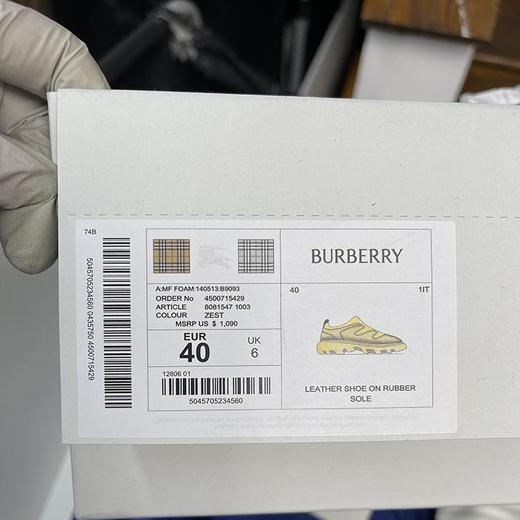 74B
5045705234560 0435750 4500715429
BURBERRY
A:MF FOAM:140513:B9093
ORDER No 4500715429
ARTICLE 8081547 1003
COLOUR ZEST
MSRP US $ 1,090
EUR UK
40 6
12806 01
5045705234560
40 1IT
LEATHER SHOE ON RUBBER
SOLE